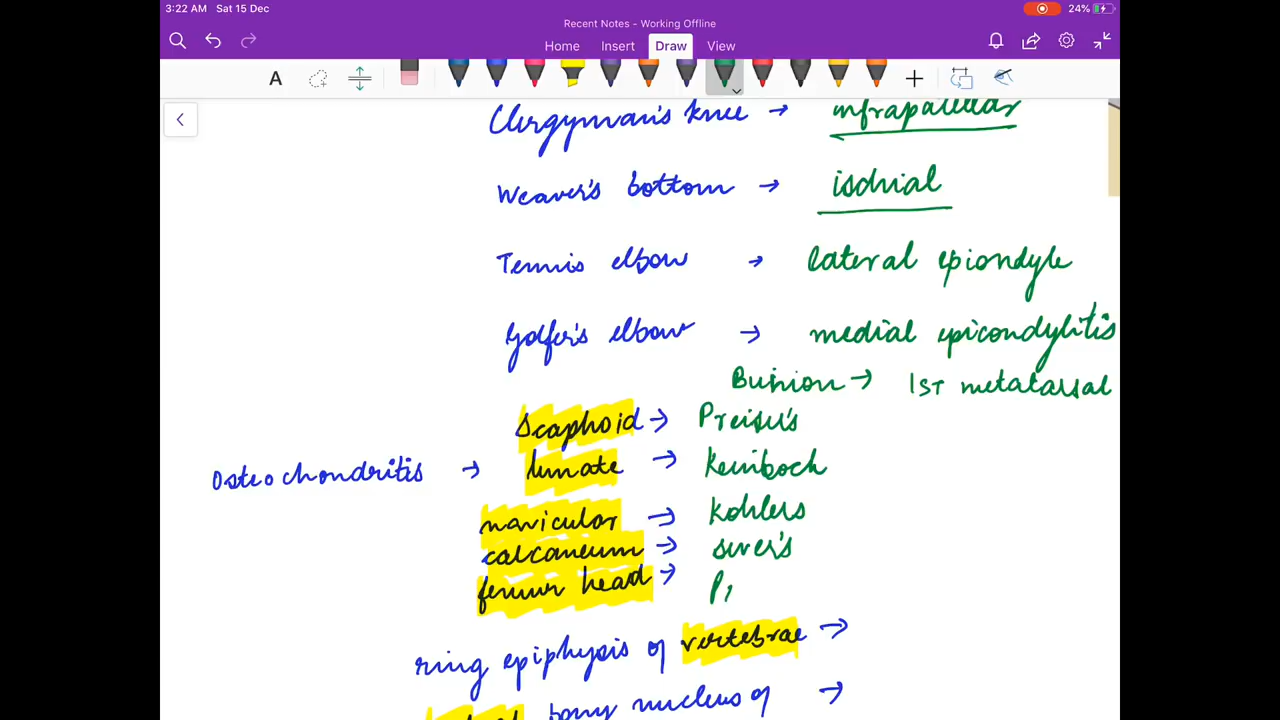 3:22 AM Sat 15 Dec 24%
Recent Notes - Working Offline
Home Insert Draw View
A
Clergyman's knee → infrapatellar
Weaver's bottom → ischial
Tennis elbow → lateral epiondyle
Golfer's elbow → medial epicondylitis
Bunion → 1st metatarsal
Scaphoid → Preiser's
Osteochondritis → lunate → Keinboch
navicular → Kohlers
calcaneum → sever's
femur head → P
ring epiphysis of vertebrae →
bony nucleus of →